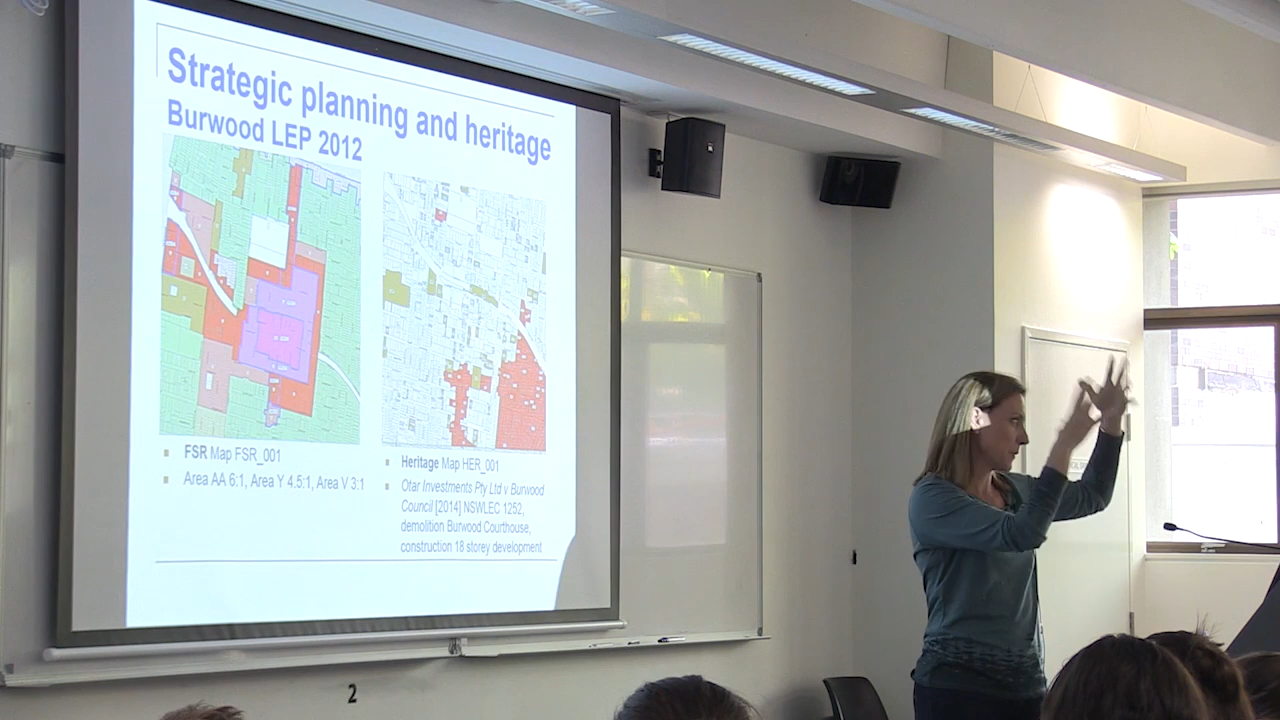 Strategic planning and heritage
Burwood LEP 2012
FSR Map FSR_001
Area AA 6:1, Area Y 4.5:1, Area V 3:1
Heritage Map HER_001
Otar Investments Pty Ltd v Burwood
Council [2014] NSWLEC 1252,
demolition Burwood Courthouse,
construction 18 storey development
2